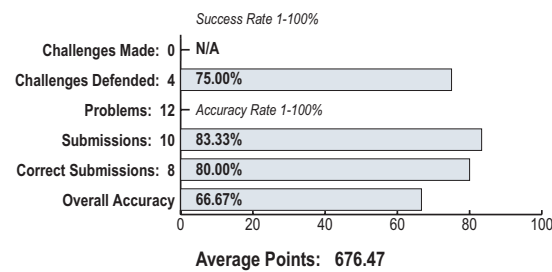 Success Rate 1-100%
Challenges Made: 0 N/A
Challenges Defended: 4 75.00%
Problems: 12 Accuracy Rate 1-100%
Submissions: 10 83.33%
Correct Submissions: 8 80.00%
Overall Accuracy 66.67%
0 20 40 60 80 100
Average Points: 676.47